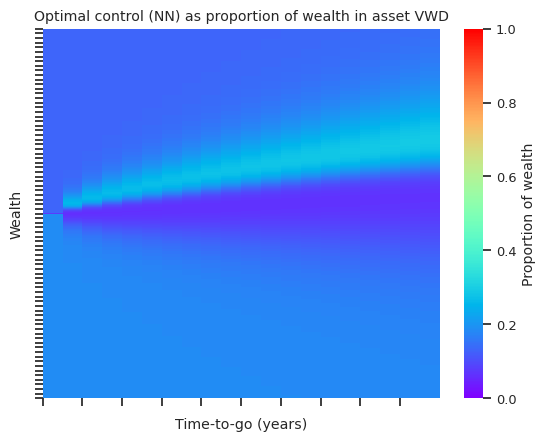 Optimal control (NN) as proportion of wealth in asset VWD
1.0
0.8
0.6
0.4
0.2
0.0
Proportion of wealth
Wealth
Time-to-go (years)